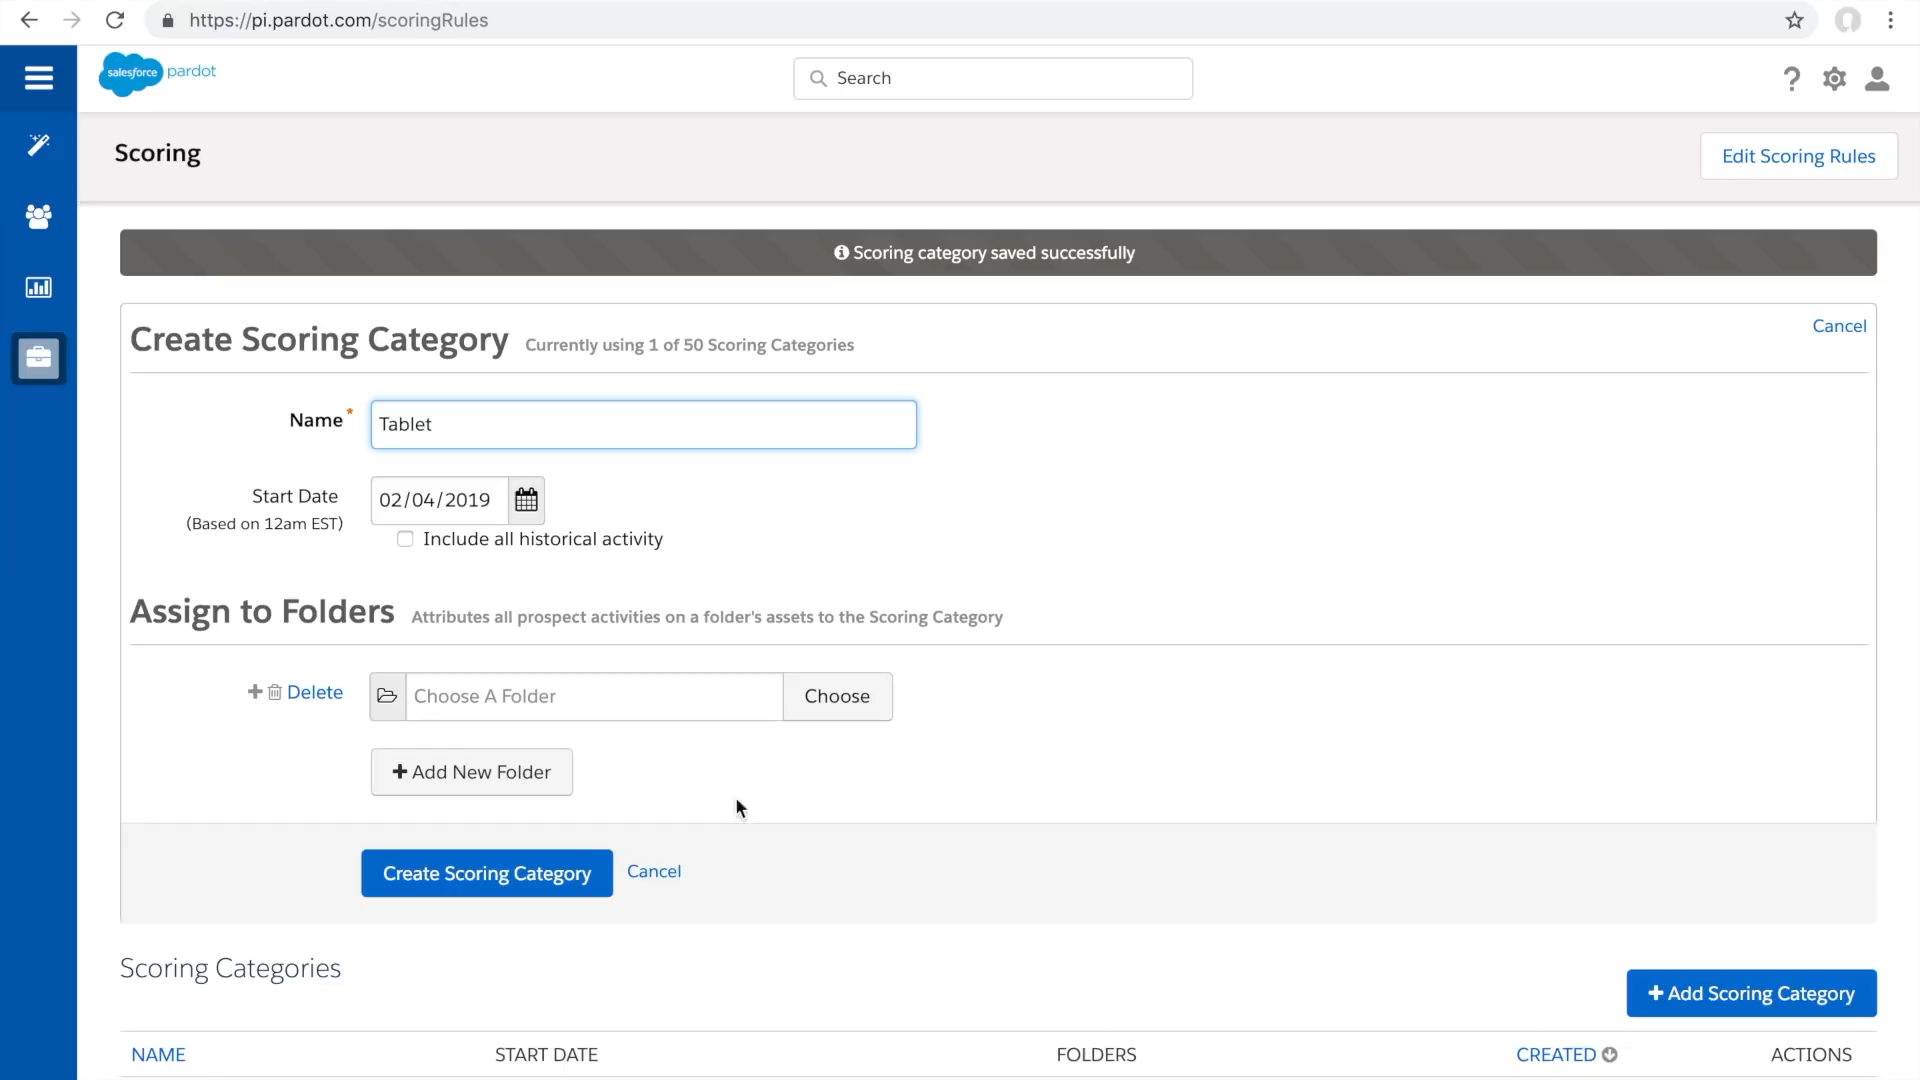 https://pi.pardot.com/scoringRules
salesforce pardot
Search
Scoring
Edit Scoring Rules
Scoring category saved successfully
Create Scoring Category Currently using 1 of 50 Scoring Categories
Cancel
Name *
Tablet
Start Date
(Based on 12am EST)
02/04/2019
Include all historical activity
Assign to Folders Attributes all prospect activities on a folder's assets to the Scoring Category
Delete
Choose A Folder
Choose
Add New Folder
Create Scoring Category
Cancel
Scoring Categories
Add Scoring Category
NAME START DATE FOLDERS CREATED ACTIONS